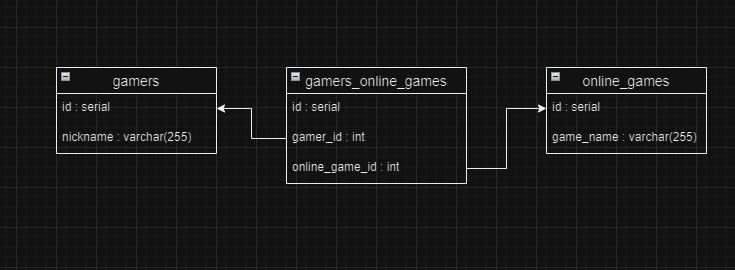 gamers
id : serial
nickname : varchar(255)
gamers_online_games
id : serial
gamer_id : int
online_game_id : int
online_games
id : serial
game_name : varchar(255)